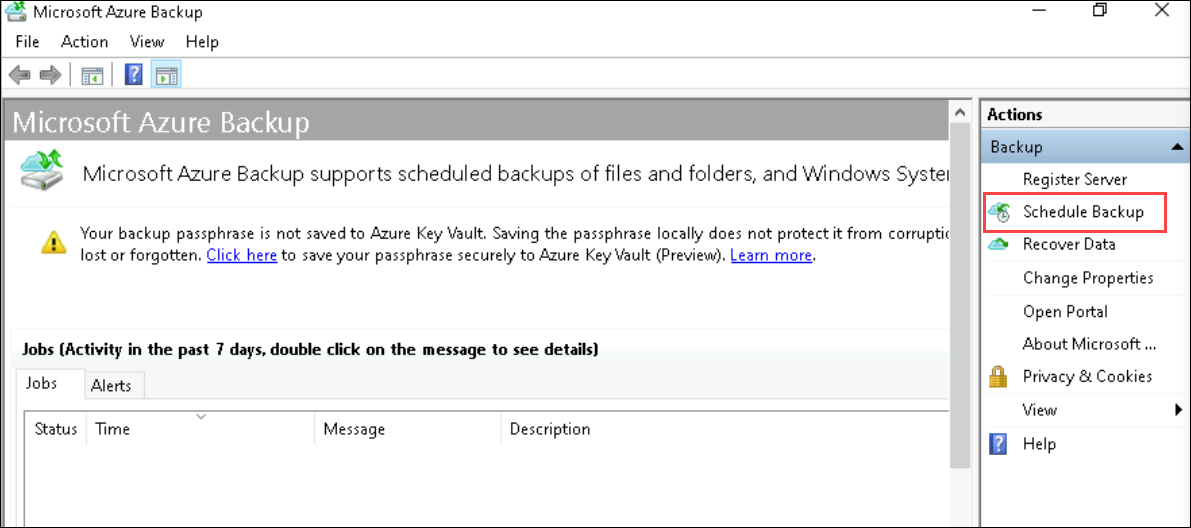 Microsoft Azure Backup
File Action View Help
Microsoft Azure Backup
Microsoft Azure Backup supports scheduled backups of files and folders, and Windows Syster
Your backup passphrase is not saved to Azure Key Vault. Saving the passphrase locally does not protect it from corruptic
lost or forgotten. Click here to save your passphrase securely to Azure Key Vault (Preview). Learn more.
Jobs (Activity in the past 7 days, double click on the message to see details)
Jobs Alerts
Status Time Message Description
Actions
Backup
Register Server
Schedule Backup
Recover Data
Change Properties
Open Portal
About Microsoft ...
Privacy & Cookies
View
Help